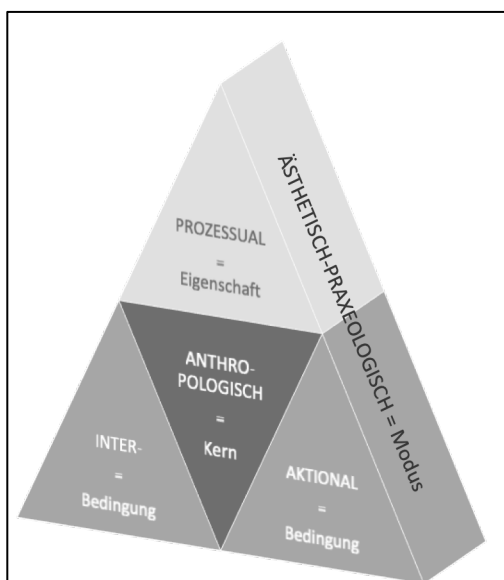 PROZESSUAL
=
Eigenschaft
ÄSTHETISCH-PRAXEOLOGISCH = Modus
ANTHRO-
POLOGISCH
=
Kern
INTER-
=
Bedingung
AKTIONAL
=
Bedingung